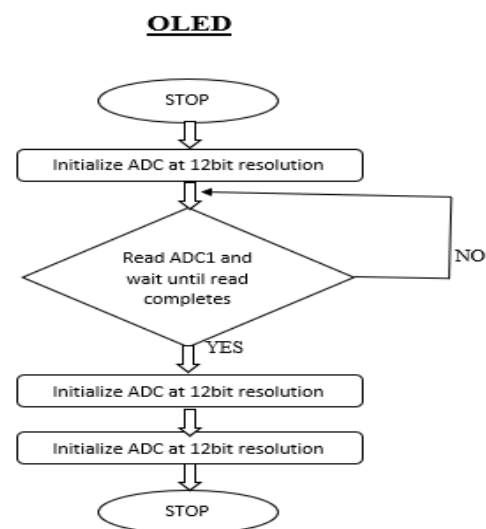 OLED
STOP
Initialize ADC at 12bit resolution
Read ADC1 and
wait until read
completes
NO
YES
Initialize ADC at 12bit resolution
Initialize ADC at 12bit resolution
STOP